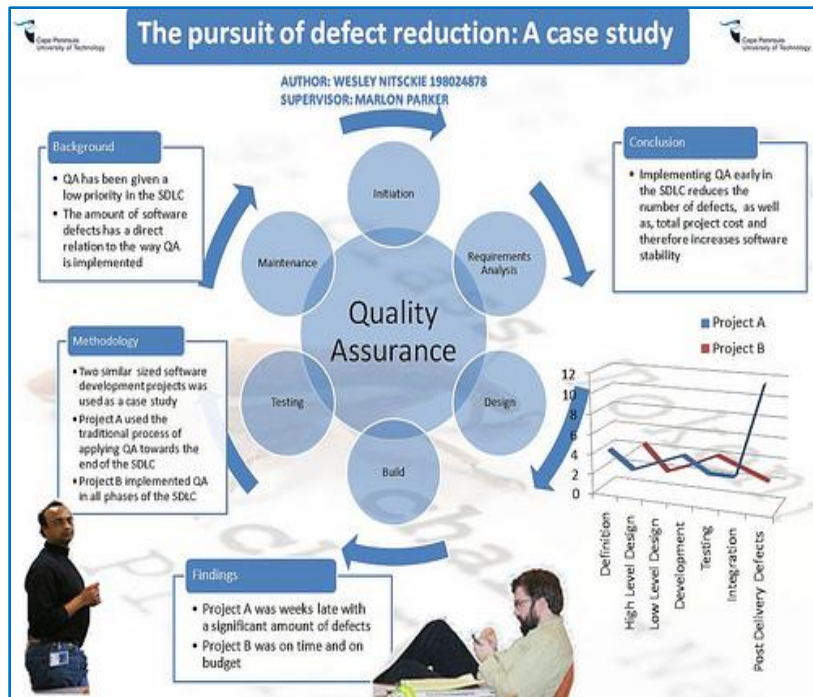 Cape Peninsula
University of Technology
The pursuit of defect reduction: A case study
Cape Peninsula
University of Technology
AUTHOR: WESLEY NITSCKIE 198024878
SUPERVISOR: MARLON PARKER
Background
• QA has been given a
low priority in the SDLC
• The amount of software
defects has a direct
relation to the way QA
is implemented
Methodology
• Two similar sized software
development projects was
used as a case study
• Project A used the
traditional process of
applying QA towards the
end of the SDLC
• Project B implemented QA
in all phases of the SDLC
Initiation
Requirements
Analysis
Design
Build
Testing
Maintenance
Quality
Assurance
Findings
• Project A was weeks late with
a significant amount of defects
• Project B was on time and on
budget
Conclusion
• Implementing QA early in
the SDLC reduces the
number of defects, as well
as, total project cost and
therefore increases software
stability
Project A
Project B
12
10
8
6
4
2
0
Definition
High Level Design
Low Level Design
Development
Testing
Integration
Post Delivery Defects